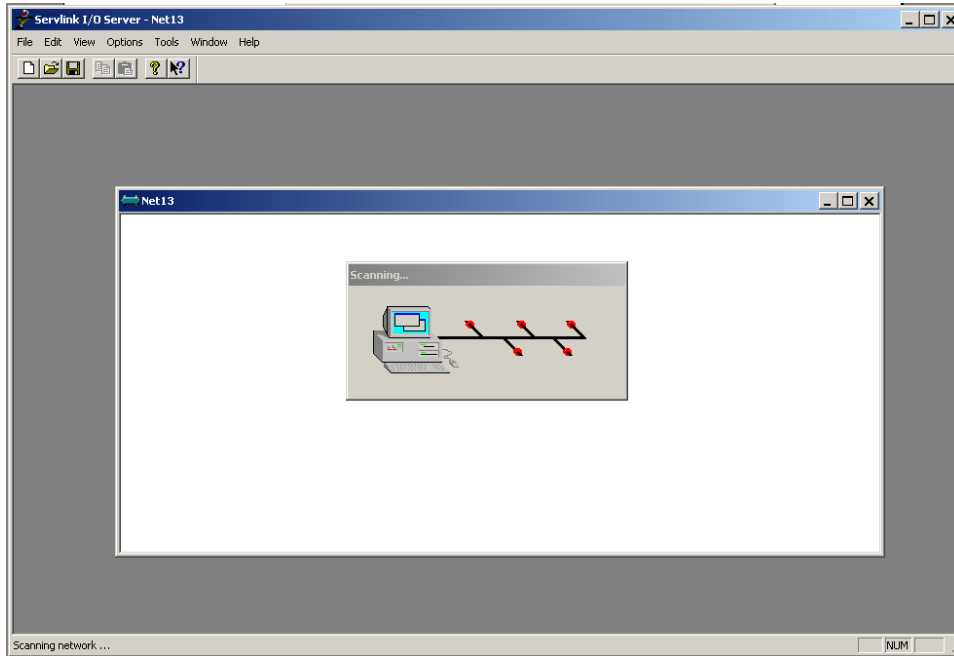 Servlink I/O Server - Net13
File Edit View Options Tools Window Help
Net13
Scanning...
Scanning network ...
NUM